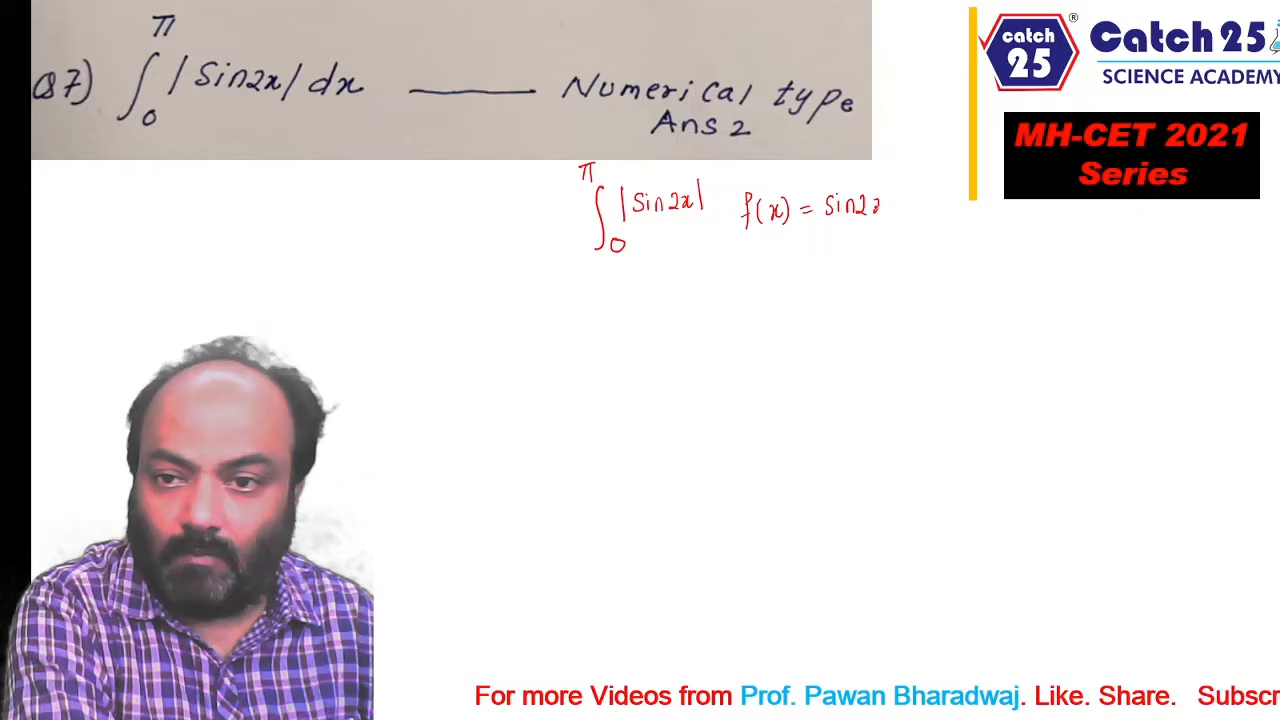 π
Q7) ∫ |Sin2x| dx ——— Numerical type
0
Ans 2
π
∫ |Sin2x| f(x) = Sin2x
0
catch
25
®
Catch 25
SCIENCE ACADEMY
MH-CET 2021
Series
For more Videos from Prof. Pawan Bharadwaj. Like. Share. Subscr